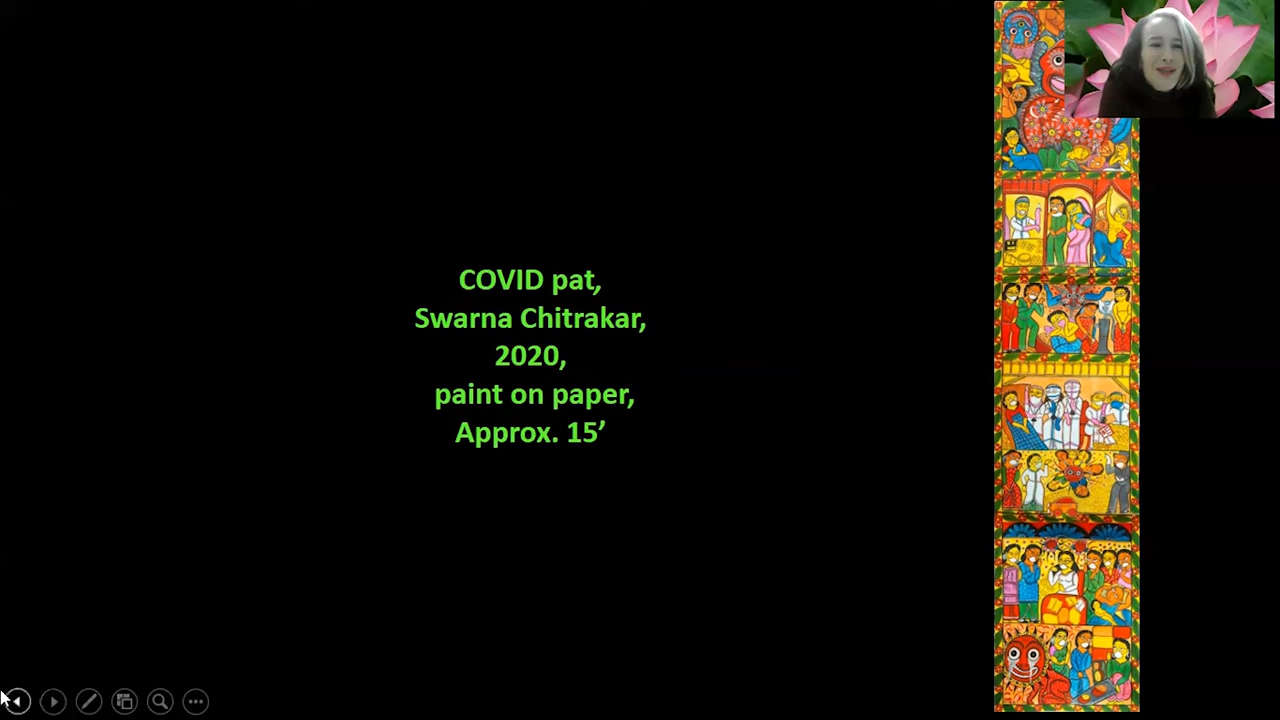 COVID pat,
Swarna Chitrakar,
2020,
paint on paper,
Approx. 15’